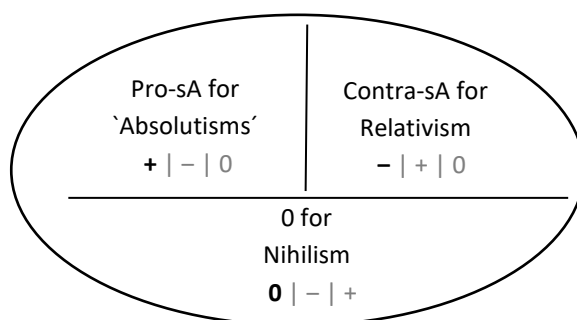 Pro-sA for
`Absolutisms´
+ | – | 0
Contra-sA for
Relativism
– | + | 0
0 for
Nihilism
0 | – | +